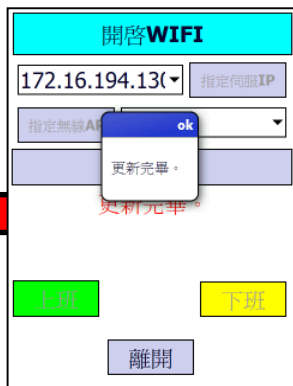 開啓WIFI
172.16.194.13(
指定伺服IP
指定無線AP
ok
更新完畢。
更新完畢。
上班
下班
離開